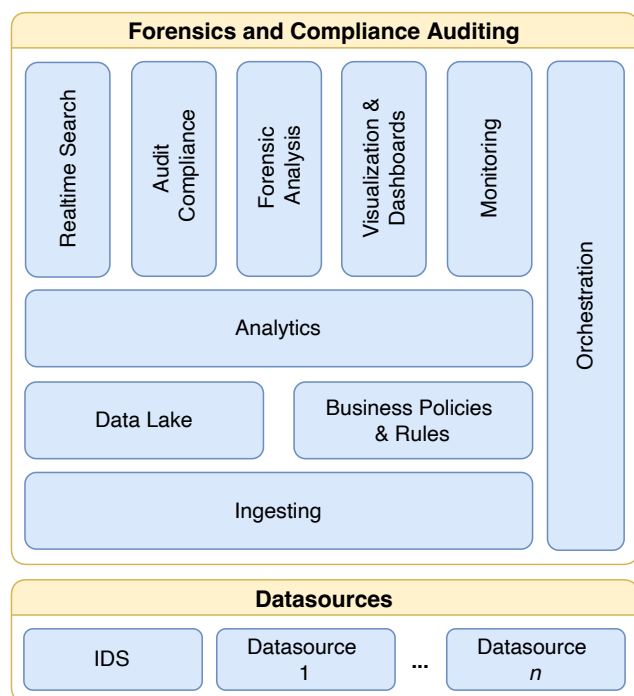 Forensics and Compliance Auditing
Realtime Search
Audit
Compliance
Forensic
Analysis
Visualization &
Dashboards
Monitoring
Orchestration
Analytics
Data Lake
Business Policies
& Rules
Ingesting
Datasources
IDS
Datasource
1
...
Datasource
n